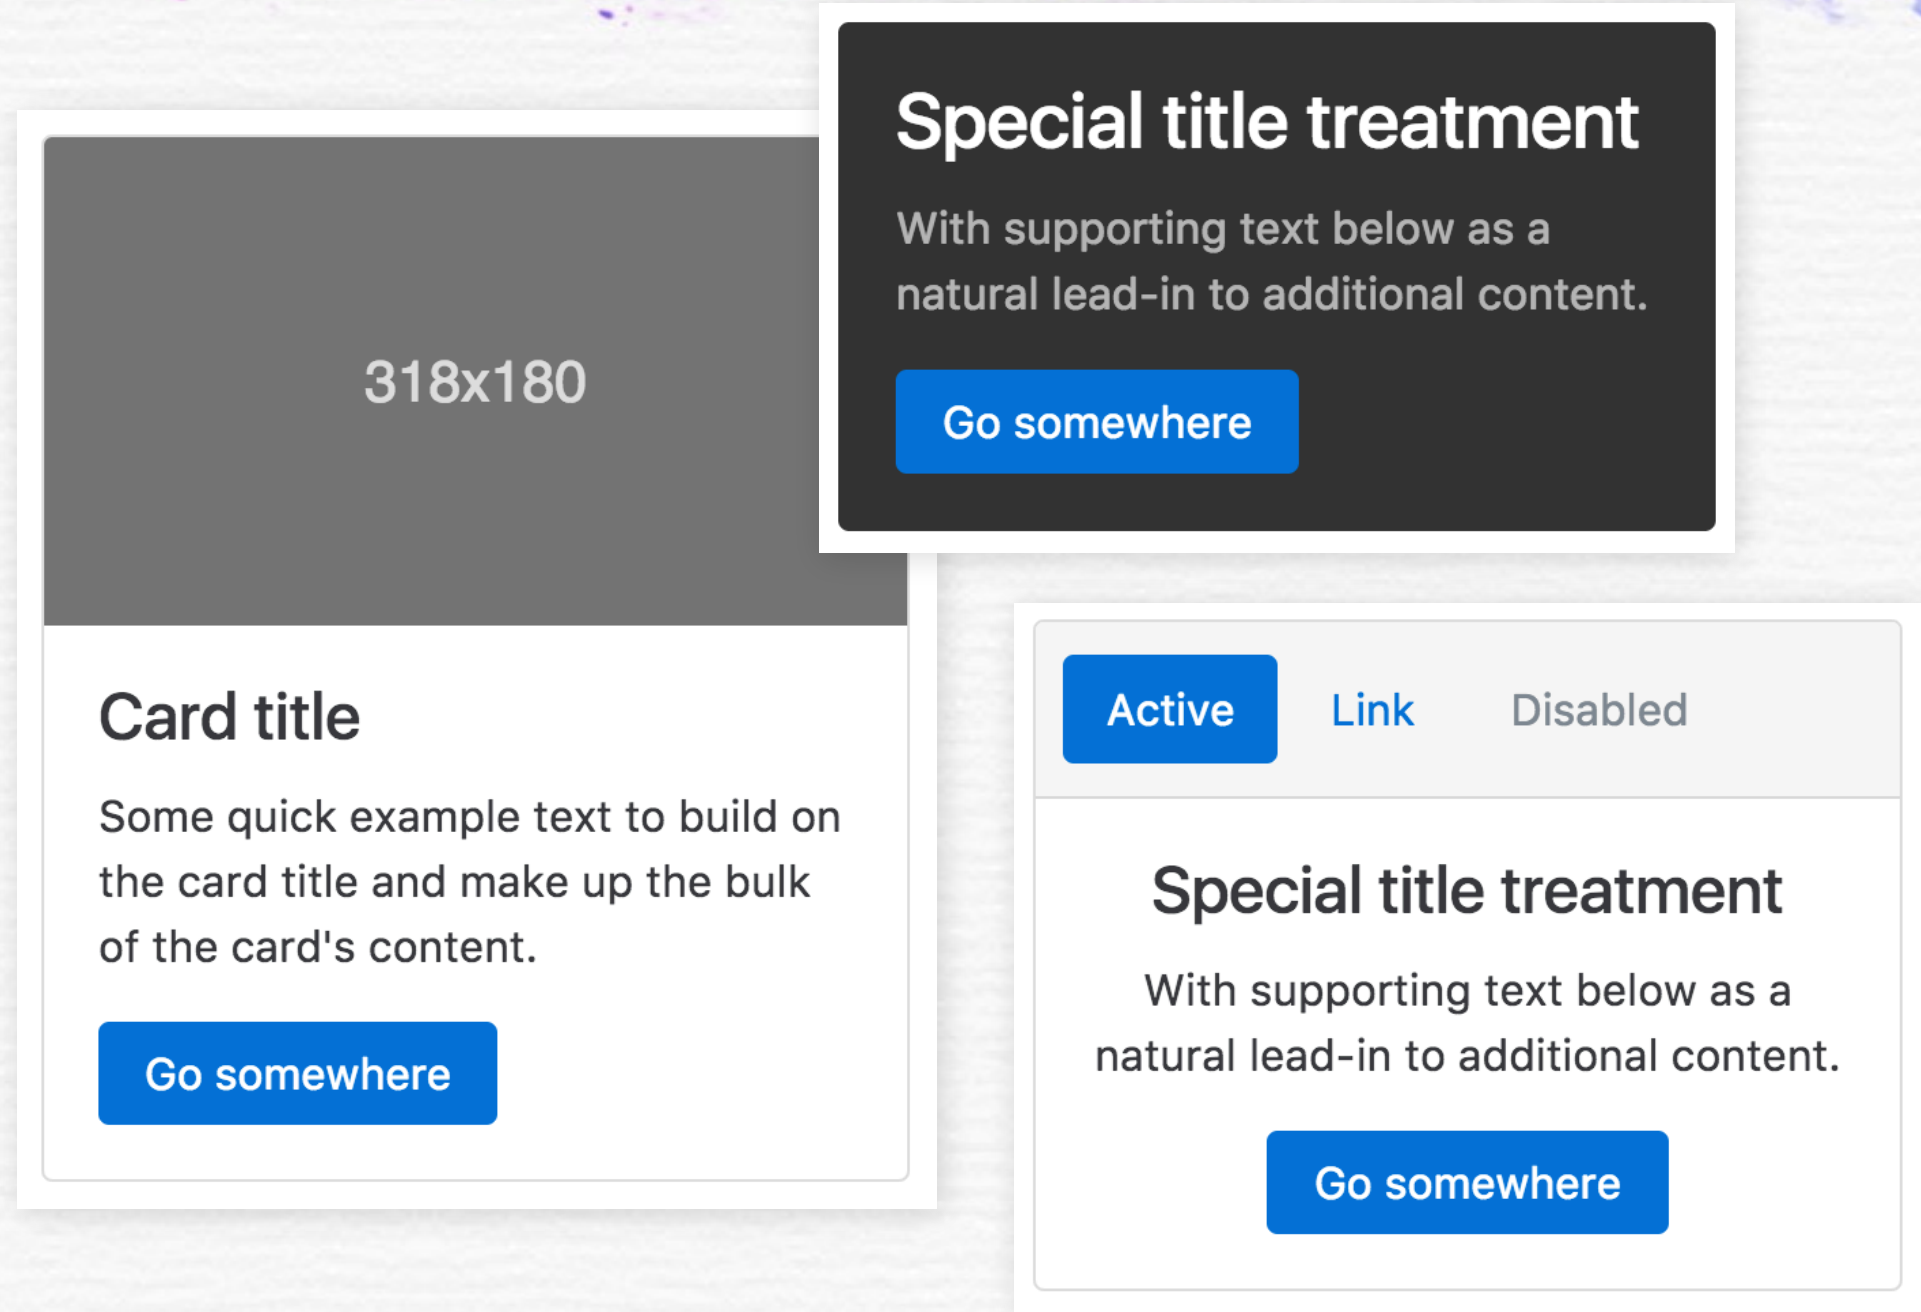 318x180
Card title
Some quick example text to build on
the card title and make up the bulk
of the card's content.
Go somewhere
Special title treatment
With supporting text below as a
natural lead-in to additional content.
Go somewhere
Active Link Disabled
Special title treatment
With supporting text below as a
natural lead-in to additional content.
Go somewhere